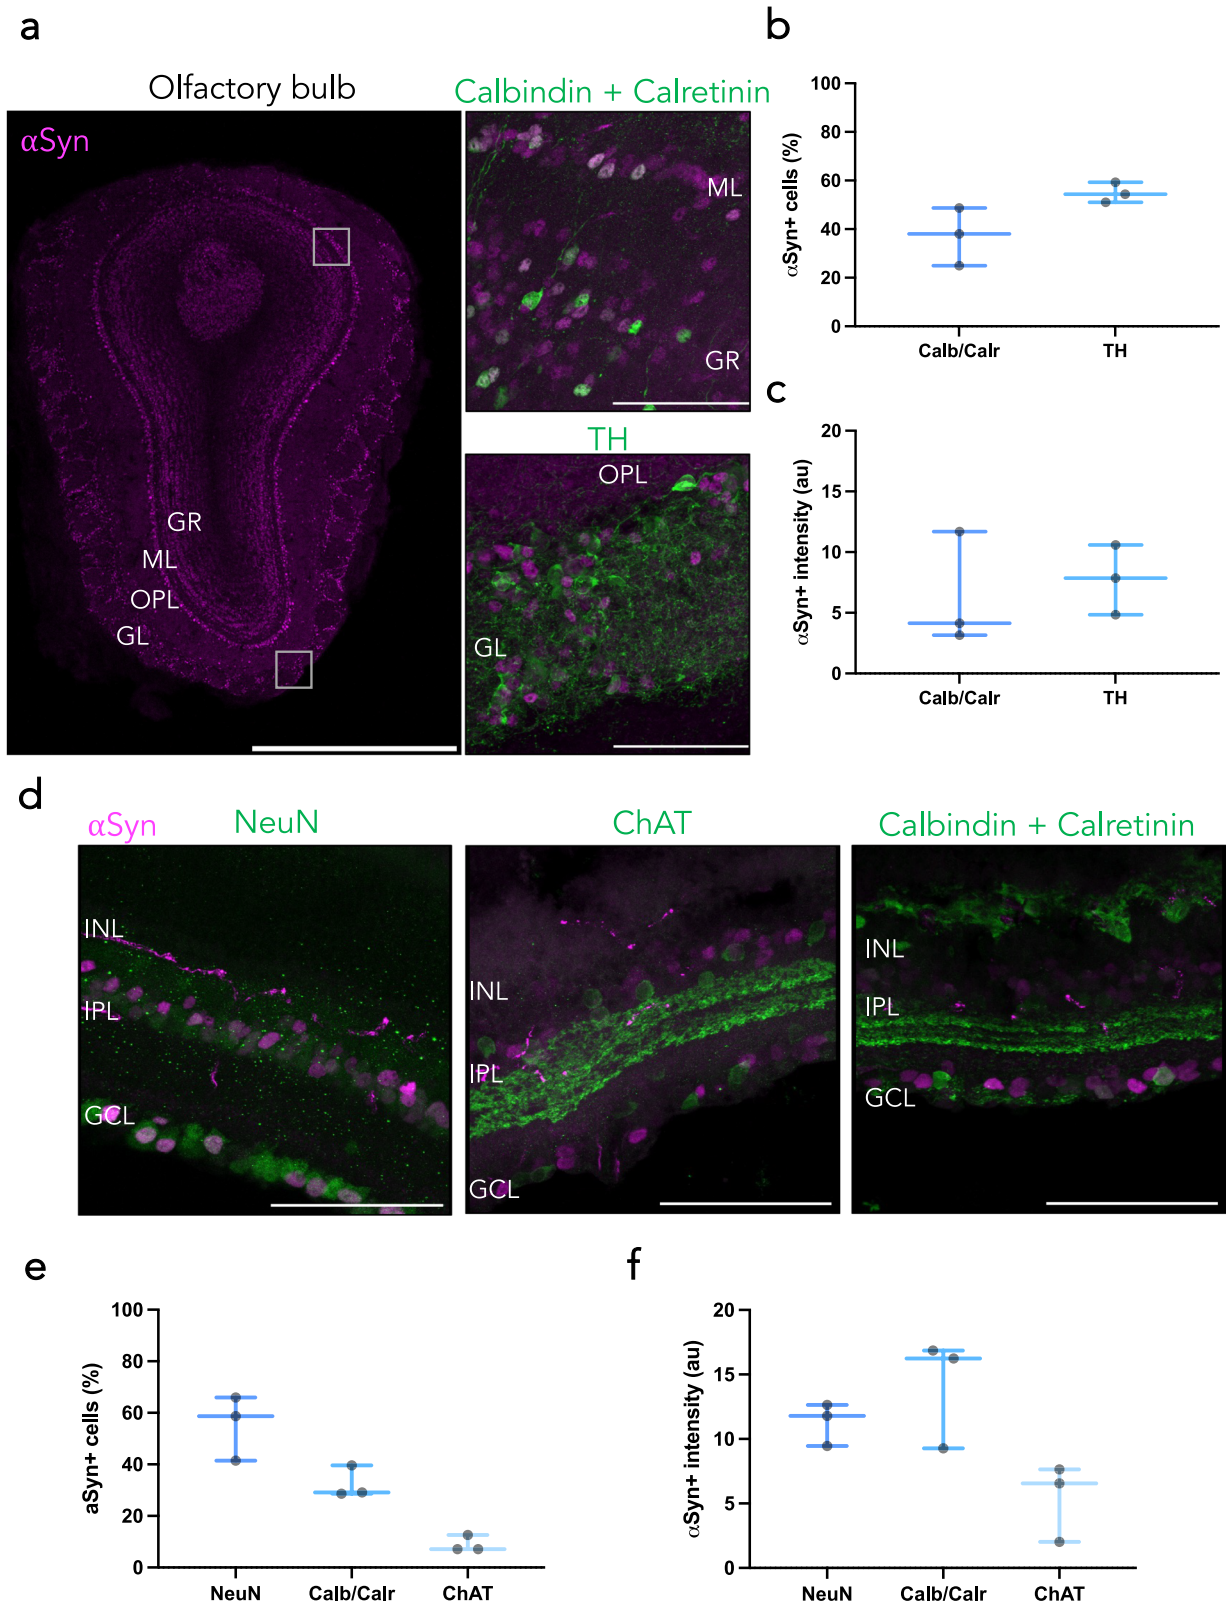 a
Olfactory bulb
αSyn
GR
ML
OPL
GL
Calbindin + Calretinin
ML
GR
TH
OPL
GL
b
αSyn+ cells (%)
100
80
60
40
20
0
Calb/Calr
TH
c
αSyn+ intensity (au)
20
15
10
5
0
Calb/Calr
TH
d
αSyn
NeuN
INL
IPL
GCL
ChAT
INL
IPL
GCL
Calbindin + Calretinin
INL
IPL
GCL
e
aSyn+ cells (%)
100
80
60
40
20
0
NeuN
Calb/Calr
ChAT
f
αSyn+ intensity (au)
20
15
10
5
0
NeuN
Calb/Calr
ChAT